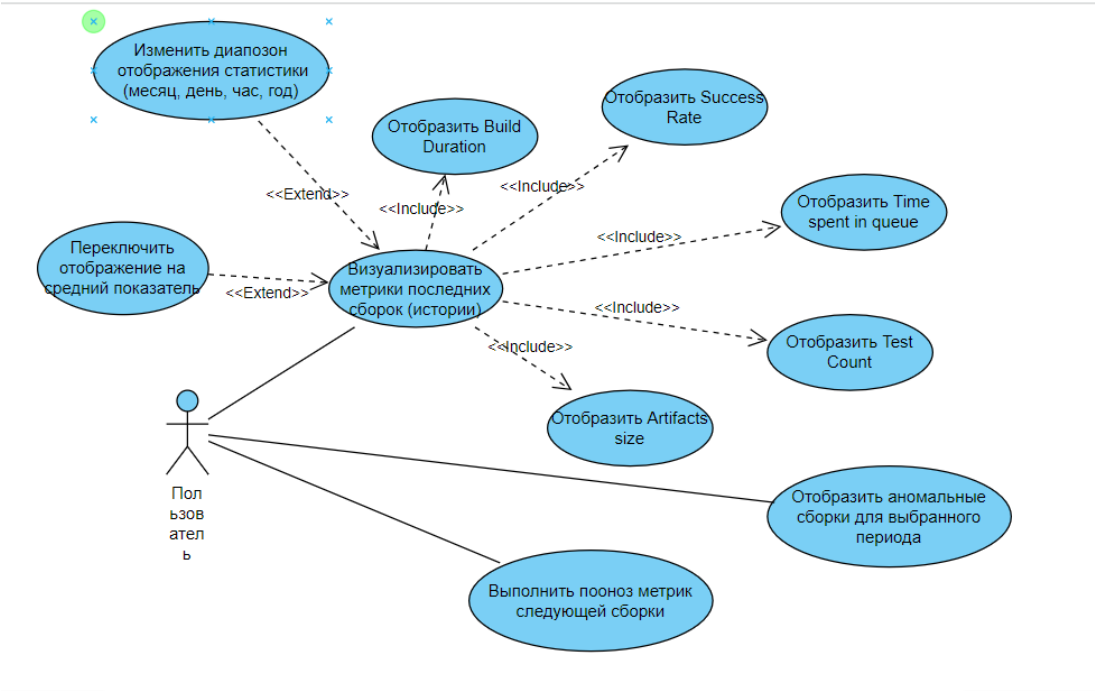 Изменить диапозон
отображения статистики
(месяц, день, час, год)
Отобразить Success
Rate
Отобразить Build
Duration
<<Extend>>
<<Include>>
<<Include>>
Отобразить Time
spent in queue
<<Include>>
Переключить
отображение на
средний показатель
<<Extend>>
Визуализировать
метрики последних
сборок (истории)
<<Include>>
Отобразить Test
Count
<<Include>>
Отобразить Artifacts
size
Пол
ьзов
ател
ь
Отобразить аномальные
сборки для выбранного
периода
Выполнить пооноз метрик
следующей сборки